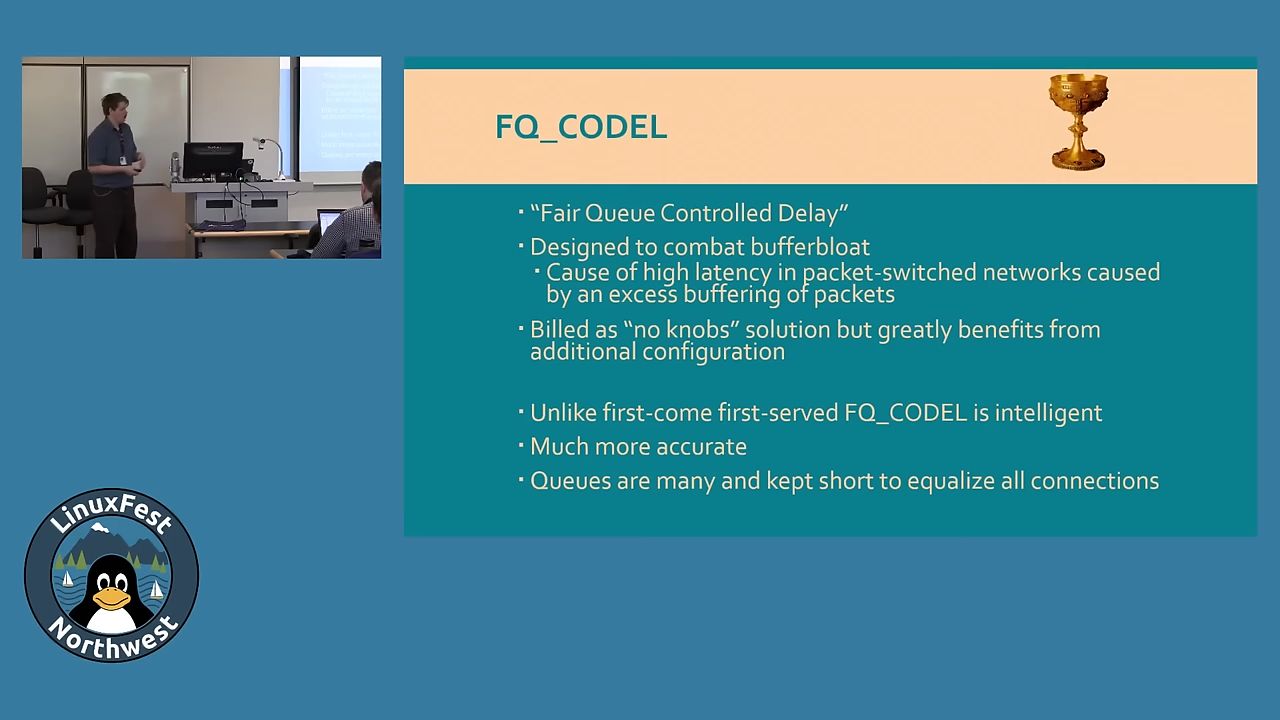 FQ_CODEL
▪ “Fair Queue Controlled Delay”
▪ Designed to combat bufferbloat
▪ Cause of high latency in packet-switched networks caused
by an excess buffering of packets
▪ Billed as “no knobs” solution but greatly benefits from
additional configuration
▪ Unlike first-come first-served FQ_CODEL is intelligent
▪ Much more accurate
▪ Queues are many and kept short to equalize all connections
LinuxFest
Northwest